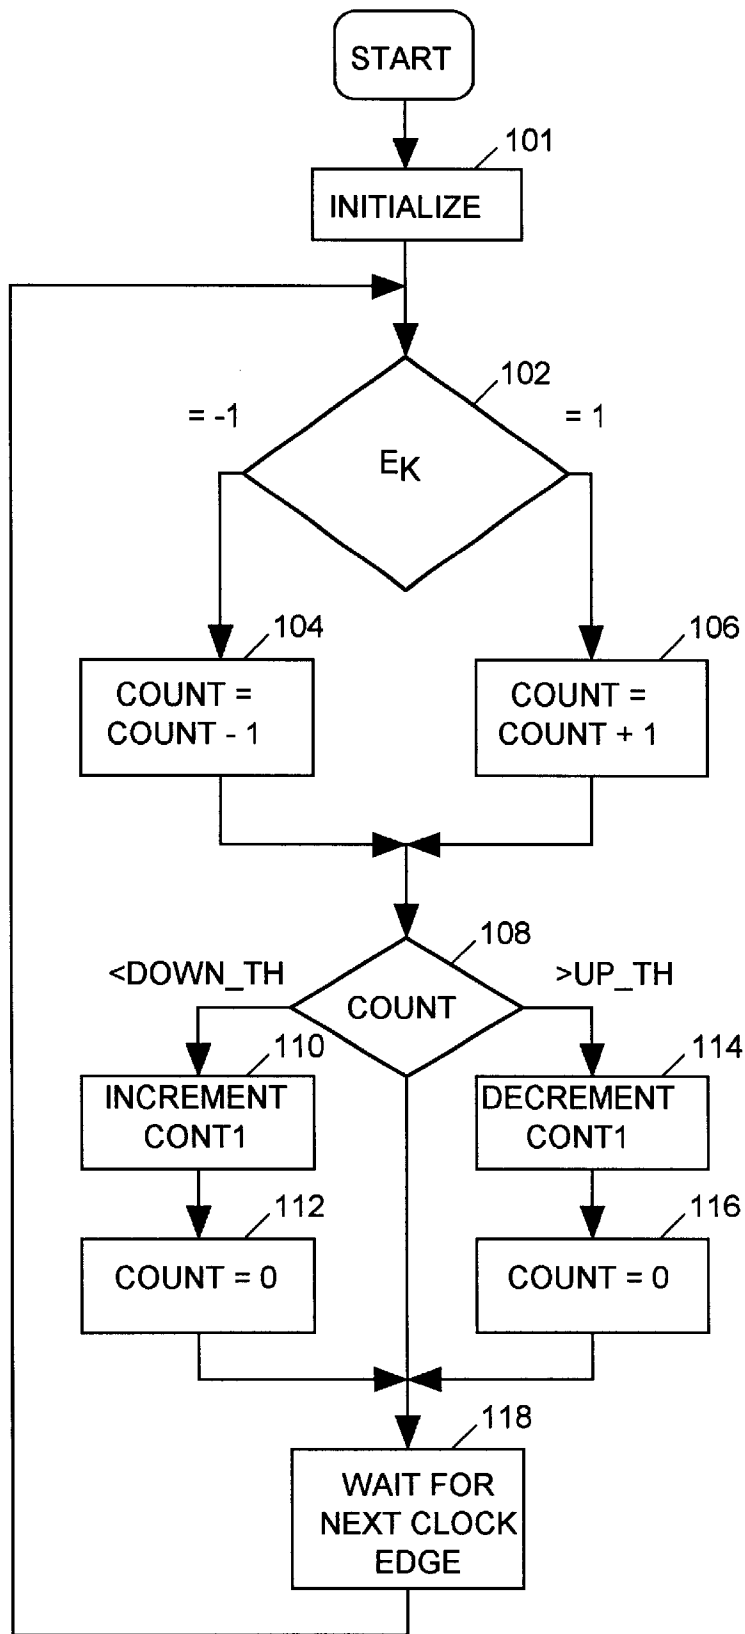 START
101
INITIALIZE
102
= -1
= 1
EK
104
106
COUNT =
COUNT - 1
COUNT =
COUNT + 1
108
<DOWN_TH
>UP_TH
COUNT
110
114
INCREMENT
CONT1
DECREMENT
CONT1
112
116
COUNT = 0
COUNT = 0
118
WAIT FOR
NEXT CLOCK
EDGE